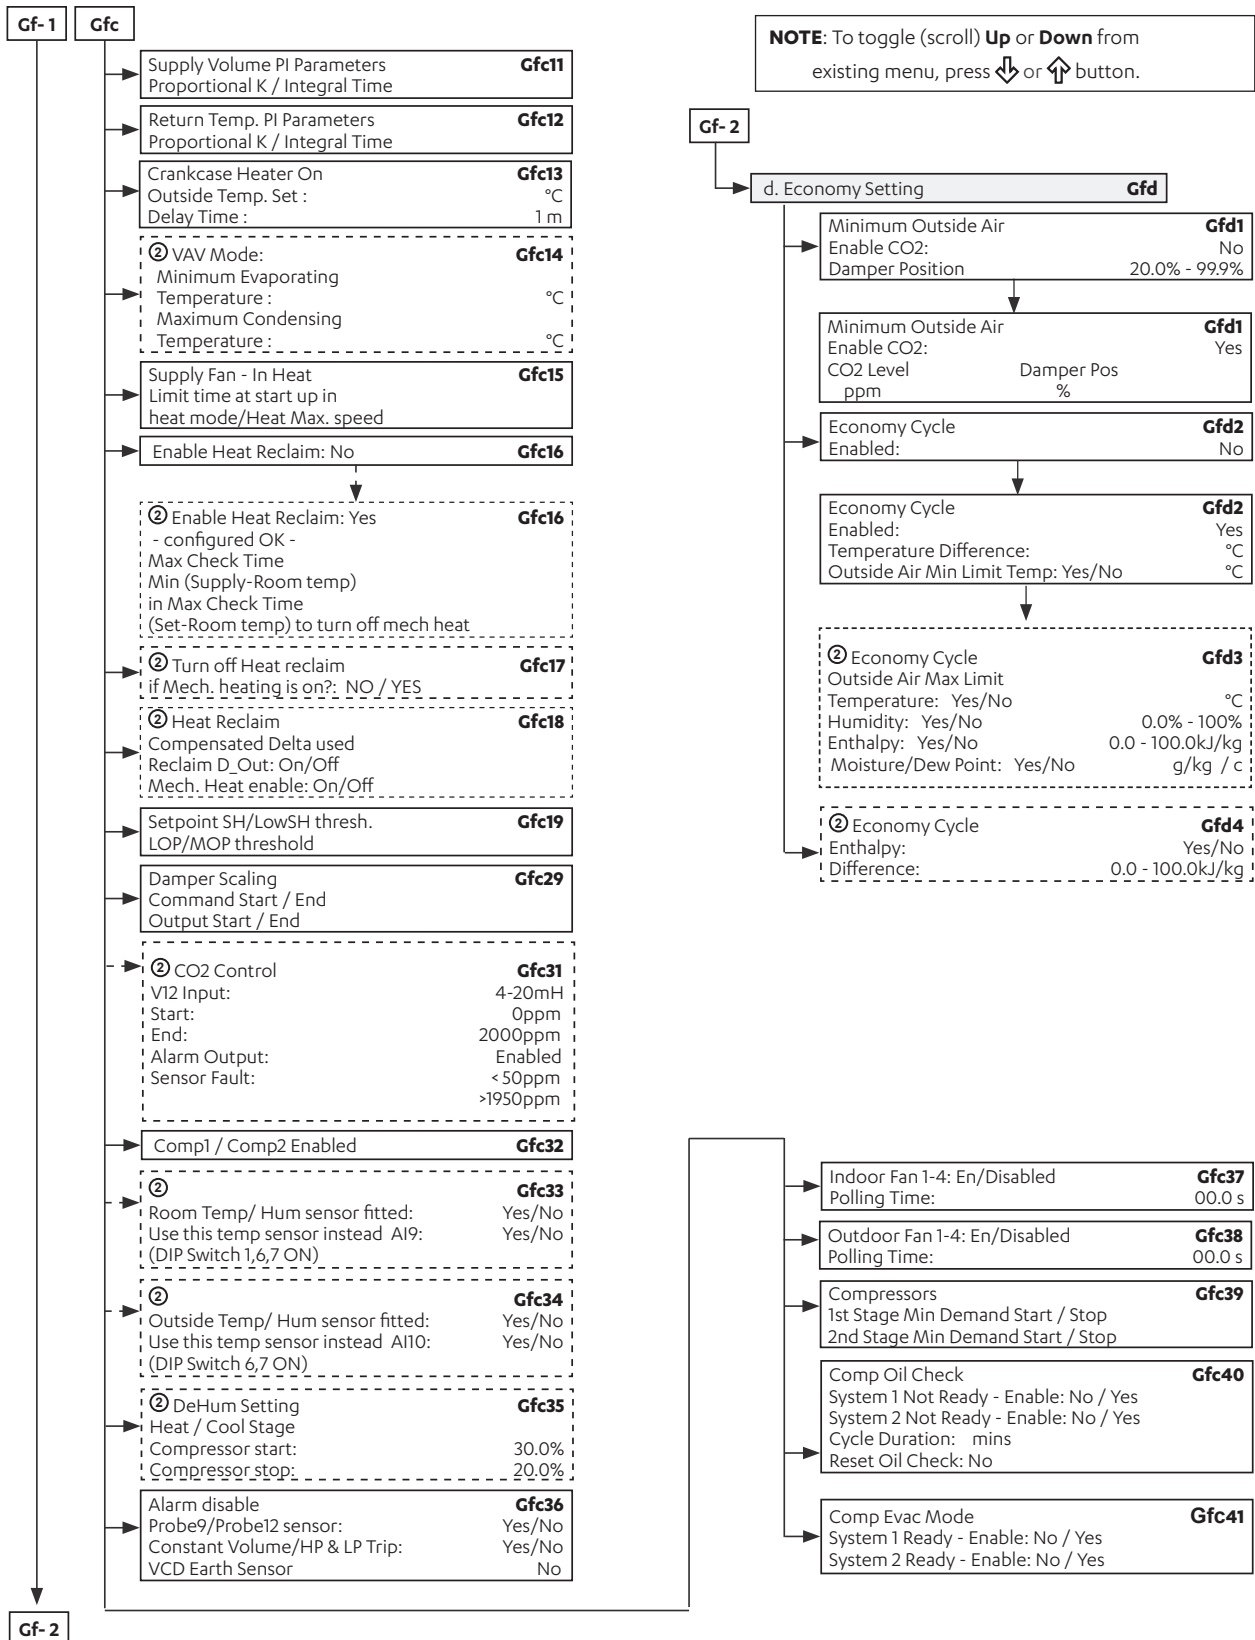 Gf- 1 Gfc
Supply Volume PI Parameters Gfc11
Proportional K / Integral Time
Return Temp. PI Parameters Gfc12
Proportional K / Integral Time
Crankcase Heater On Gfc13
Outside Temp. Set : °C
Delay Time : 1 m
② VAV Mode: Gfc14
Minimum Evaporating
Temperature : °C
Maximum Condensing
Temperature : °C
Supply Fan - In Heat Gfc15
Limit time at start up in
heat mode/Heat Max. speed
Enable Heat Reclaim: No Gfc16
② Enable Heat Reclaim: Yes Gfc16
- configured OK -
Max Check Time
Min (Supply-Room temp)
in Max Check Time
(Set-Room temp) to turn off mech heat
② Turn off Heat reclaim Gfc17
if Mech. heating is on?: NO / YES
② Heat Reclaim Gfc18
Compensated Delta used
Reclaim D_Out: On/Off
Mech. Heat enable: On/Off
Setpoint SH/LowSH thresh. Gfc19
LOP/MOP threshold
Damper Scaling Gfc29
Command Start / End
Output Start / End
② CO2 Control Gfc31
V12 Input: 4-20mH
Start: 0ppm
End: 2000ppm
Alarm Output: Enabled
Sensor Fault: <50ppm
>1950ppm
Comp1 / Comp2 Enabled Gfc32
② Gfc33
Room Temp/ Hum sensor fitted: Yes/No
Use this temp sensor instead AI9: Yes/No
(DIP Switch 1,6,7 ON)
② Gfc34
Outside Temp/ Hum sensor fitted: Yes/No
Use this temp sensor instead AI10: Yes/No
(DIP Switch 6,7 ON)
② DeHum Setting Gfc35
Heat / Cool Stage
Compressor start: 30.0%
Compressor stop: 20.0%
Alarm disable Gfc36
Probe9/Probe12 sensor: Yes/No
Constant Volume/HP & LP Trip: Yes/No
VCD Earth Sensor No
Gf- 2
NOTE: To toggle (scroll) Up or Down from
existing menu, press or button.
Gf- 2
d. Economy Setting Gfd
Minimum Outside Air Gfd1
Enable CO2: No
Damper Position 20.0% - 99.9%
Minimum Outside Air Gfd1
Enable CO2: Yes
CO2 Level Damper Pos
ppm %
Economy Cycle Gfd2
Enabled: No
Economy Cycle Gfd2
Enabled: Yes
Temperature Difference: °C
Outside Air Min Limit Temp: Yes/No °C
② Economy Cycle Gfd3
Outside Air Max Limit
Temperature: Yes/No °C
Humidity: Yes/No 0.0% - 100%
Enthalpy: Yes/No 0.0 - 100.0kJ/kg
Moisture/Dew Point: Yes/No g/kg / c
② Economy Cycle Gfd4
Enthalpy: Yes/No
Difference: 0.0 - 100.0kJ/kg
Indoor Fan 1-4: En/Disabled Gfc37
Polling Time: 00.0 s
Outdoor Fan 1-4: En/Disabled Gfc38
Polling Time: 00.0 s
Compressors Gfc39
1st Stage Min Demand Start / Stop
2nd Stage Min Demand Start / Stop
Comp Oil Check Gfc40
System 1 Not Ready - Enable: No / Yes
System 2 Not Ready - Enable: No / Yes
Cycle Duration: mins
Reset Oil Check: No
Comp Evac Mode Gfc41
System 1 Ready - Enable: No / Yes
System 2 Ready - Enable: No / Yes